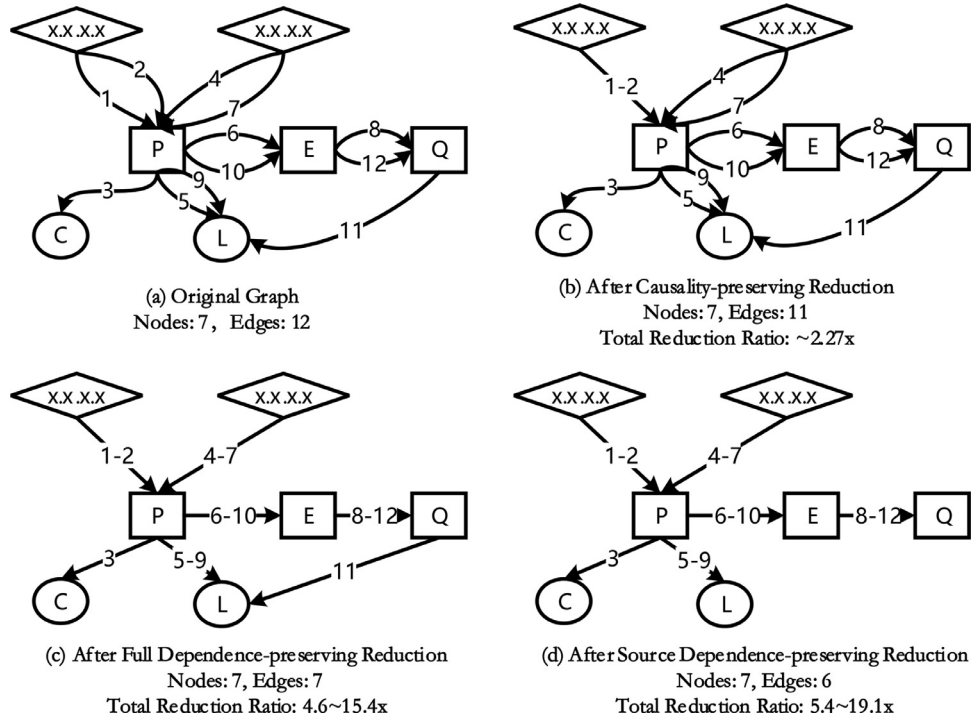 x.x.x.x
x.x.x.x
1
2
4
7
P
6
10
E
8
12
Q
3
9
5
11
C
L
(a) Original Graph
Nodes: 7, Edges: 12
x.x.x.x
x.x.x.x
1-2
4
7
P
6
10
E
8
12
Q
3
9
5
11
C
L
(b) After Causality-preserving Reduction
Nodes: 7, Edges: 11
Total Reduction Ratio: ~2.27x
x.x.x.x
x.x.x.x
1-2
4-7
P
6-10
E
8-12
Q
3
5-9
11
C
L
(c) After Full Dependence-preserving Reduction
Nodes: 7, Edges: 7
Total Reduction Ratio: 4.6~15.4x
x.x.x.x
x.x.x.x
1-2
4-7
P
6-10
E
8-12
Q
3
5-9
C
L
(d) After Source Dependence-preserving Reduction
Nodes: 7, Edges: 6
Total Reduction Ratio: 5.4~19.1x